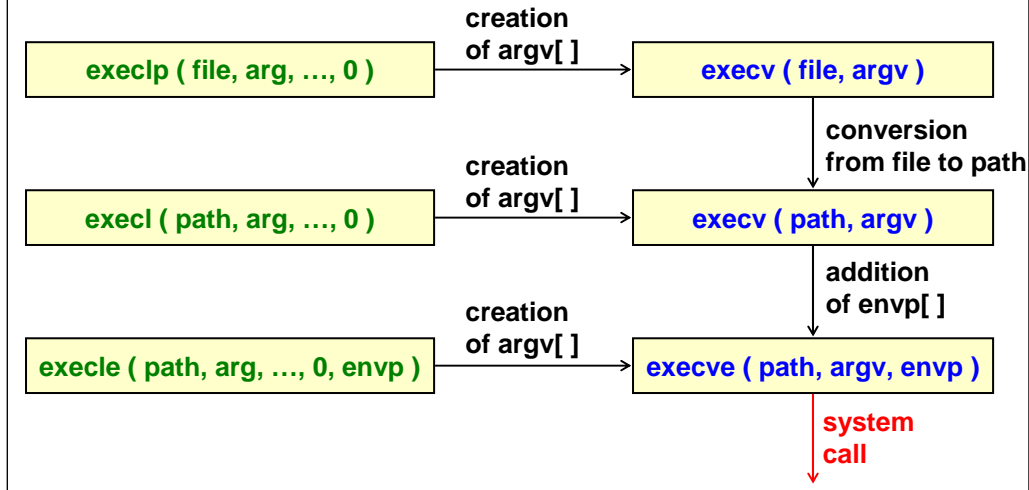 creation
of argv[ ]
execlp ( file, arg, …, 0 )
execv ( file, argv )
conversion
from file to path
creation
of argv[ ]
execl ( path, arg, …, 0 )
execv ( path, argv )
addition
of envp[ ]
creation
of argv[ ]
execle ( path, arg, …, 0, envp )
execve ( path, argv, envp )
system
call